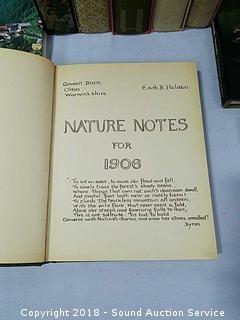 Gowan Bank
Olton
Warwickshire
Edith B Holden
NATURE NOTES
FOR
1906
"To sit on rocks, to muse o'er flood and fell,
To slowly trace the forest's shady scene,
Where things that own not man's dominion dwell,
And mortal foot hath ne'er or rarely been;
To climb the trackless mountain all unseen,
With the wild flock, that never need a fold,
Alone o'er steeps and foaming falls to lean,
This is not solitude: 'Tis but to hold
Converse with Nature's charms, and view her stores unrolled!
Byron
Copyright 2018 - Sound Auction Service